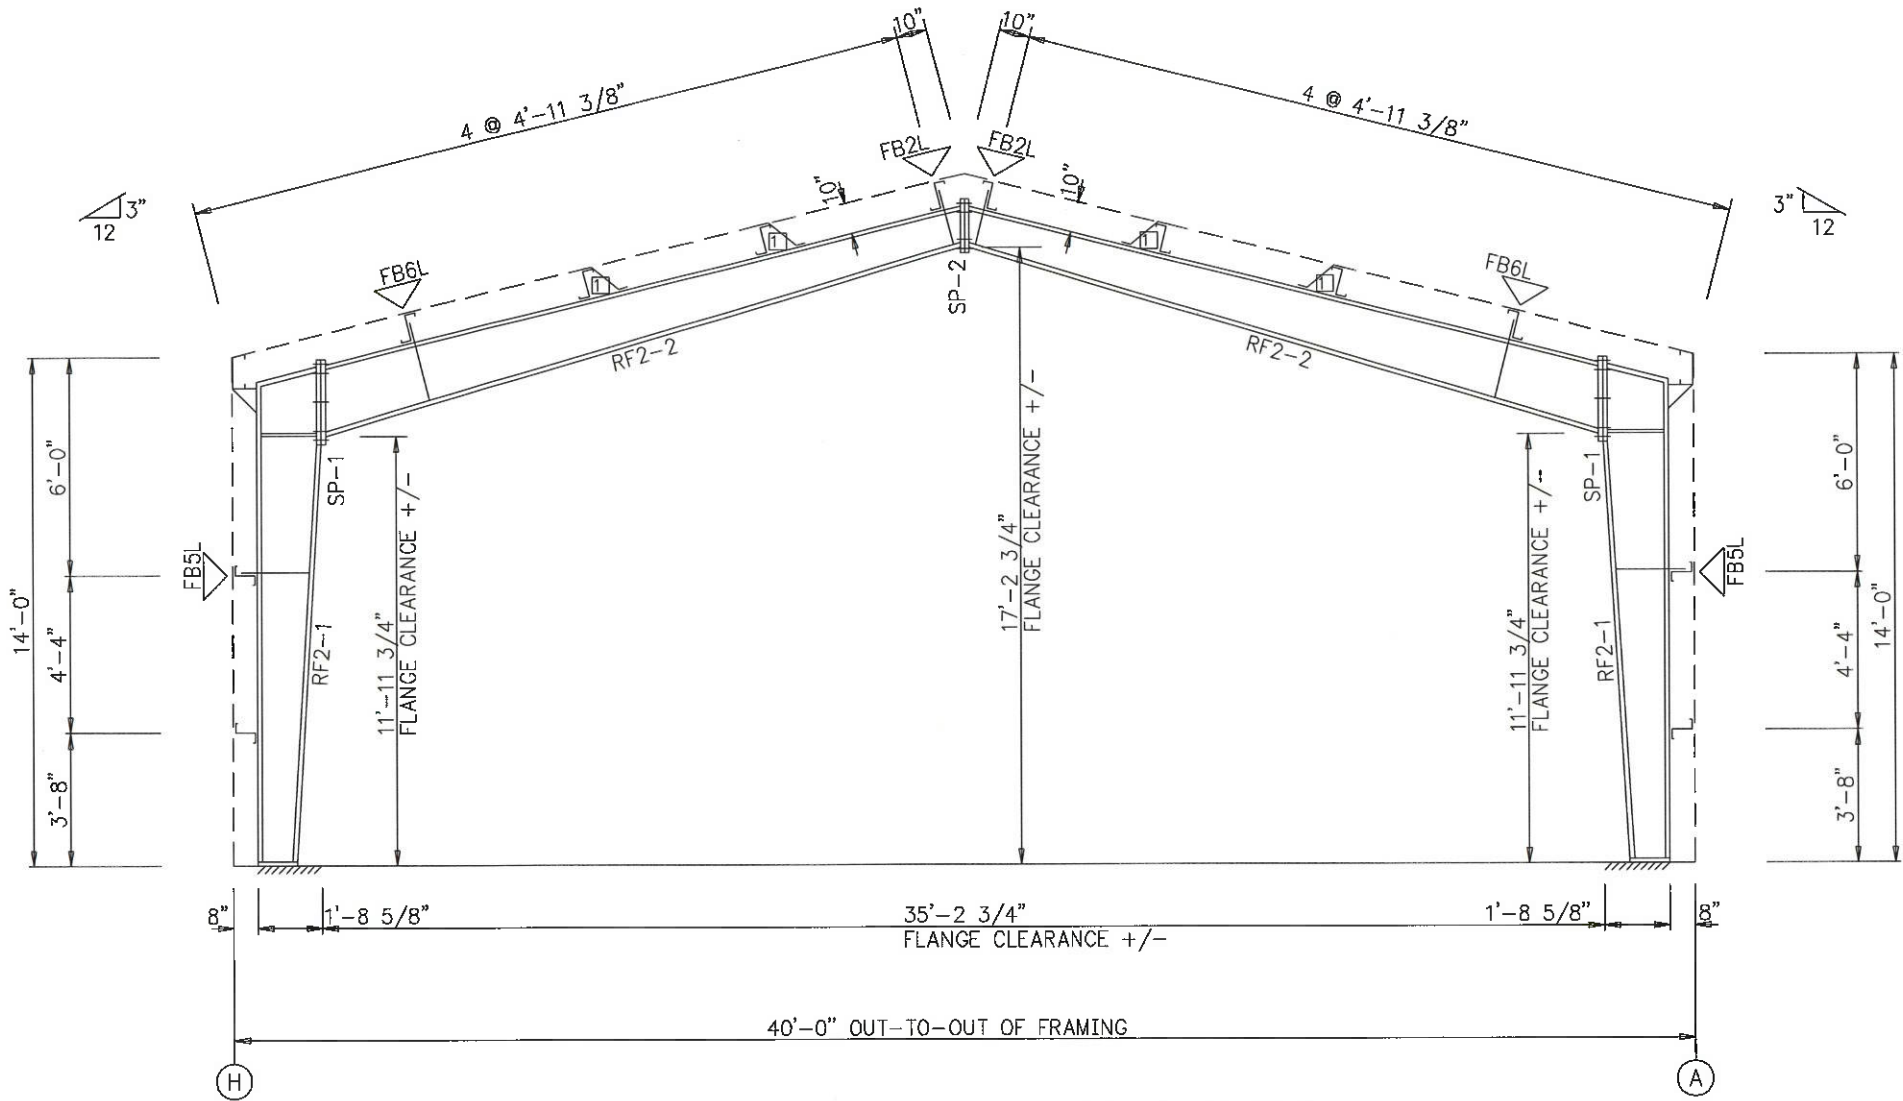 10"
10"
4 @ 4'-11 3/8"
4 @ 4'-11 3/8"
FB2L
FB2L
10"
10"
3"
12
3"
12
1
1
1
1
FB6L
FB6L
SP-2
RF2-2
RF2-2
6'-0"
6'-0"
SP-1
SP-1
17'-2 3/4"
FLANGE CLEARANCE +/-
FB5L
FB5L
14'-0"
4'-4"
RF2-1
11'-11 3/4"
FLANGE CLEARANCE +/-
11'-11 3/4"
FLANGE CLEARANCE +/--
RF2-1
4'-4"
14'-0"
3'-8"
3'-8"
8"
1'-8 5/8"
35'-2 3/4"
FLANGE CLEARANCE +/-
1'-8 5/8"
8"
40'-0" OUT-TO-OUT OF FRAMING
H
A